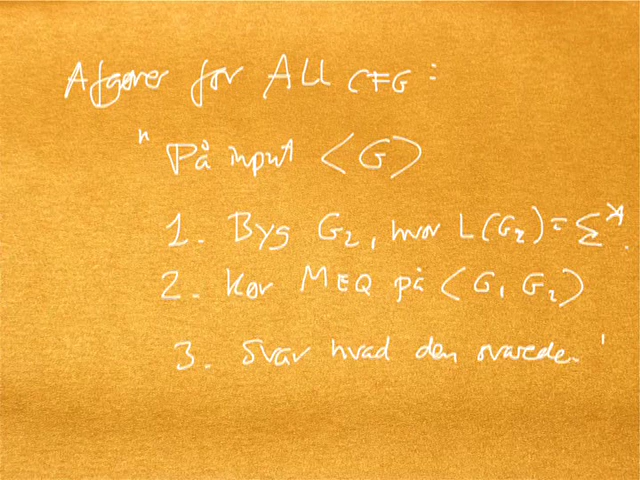 Afgører for ALL CFG :
"På input <G>
1. Byg G₂, hvor L(G₂) = Σ*.
2. Kør MEQ på <G, G₂>
3. Svar hvad den svarede. "